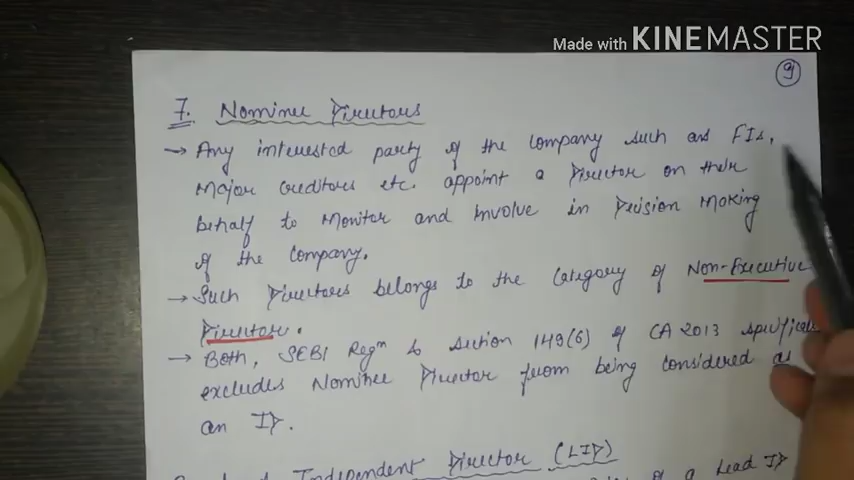 Made with KINEMASTER
9
7. Nominee Directors
→ Any interested party of the company such as FIs,
Major creditors etc. appoint a Director on their
behalf to Monitor and Involve in Decision Making
of the company.
→ Such Directors belongs to the category of Non-Executive
Directors.
→ Both, SEBI Regn & section 149(6) of CA 2013
excludes Nominee Director from being considered as
an ID.
Independent Director (LID)
of a Lead ID